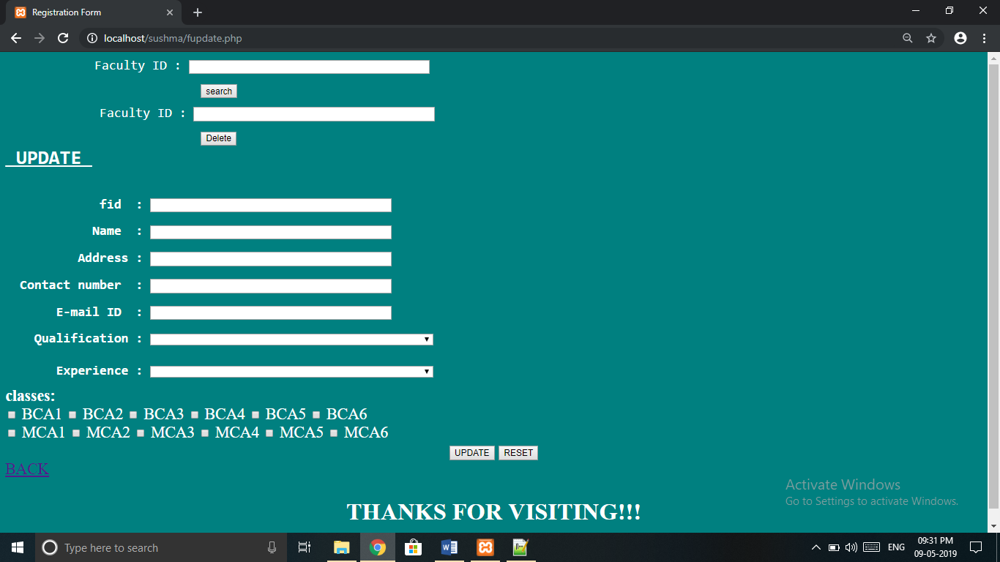 Registration Form
localhost/sushma/fupdate.php
Faculty ID :
search
Faculty ID :
Delete
UPDATE
fid :
Name :
Address :
Contact number :
E-mail ID :
Qualification :
Experience :
classes:
BCA1 BCA2 BCA3 BCA4 BCA5 BCA6
MCA1 MCA2 MCA3 MCA4 MCA5 MCA6
UPDATE RESET
BACK
Activate Windows
Go to Settings to activate Windows.
THANKS FOR VISITING!!!
Type here to search
ENG
09:31 PM
09-05-2019